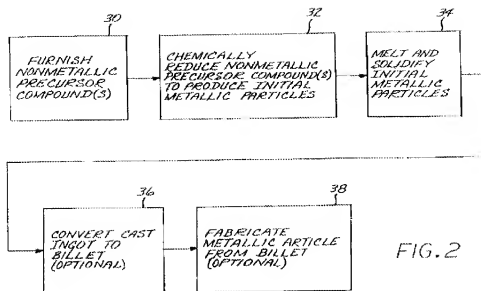 30
FURNISH
NONMETALLIC
PRECURSOR
COMPOUND(S)
32
CHEMICALLY
REDUCE NONMETALLIC
PRECURSOR COMPOUND(S)
TO PRODUCE INITIAL
METALLIC PARTICLES
34
MELT AND
SOLIDIFY
INITIAL
METALLIC
PARTICLES
36
CONVERT CAST
INGOT TO
BILLET
(OPTIONAL)
38
FABRICATE
METALLIC ARTICLE
FROM BILLET
(OPTIONAL)
FIG. 2